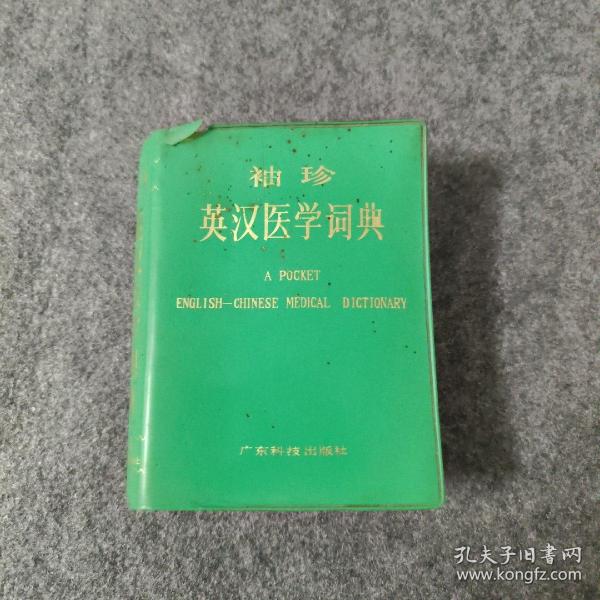 袖珍
英汉医学词典
A POCKET
ENGLISH—CHINESE MEDICAL DICTIONARY
广东科技出版社
孔夫子旧书网
www.kongfz.com